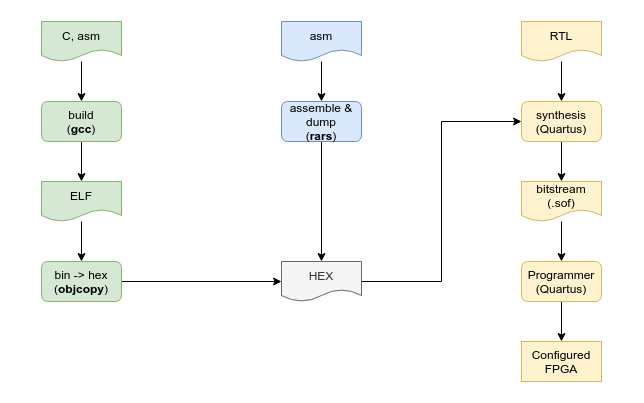 C, asm
build
(gcc)
ELF
bin -> hex
(objcopy)
asm
assemble &
dump
(rars)
HEX
RTL
synthesis
(Quartus)
bitstream
(.sof)
Programmer
(Quartus)
Configured
FPGA